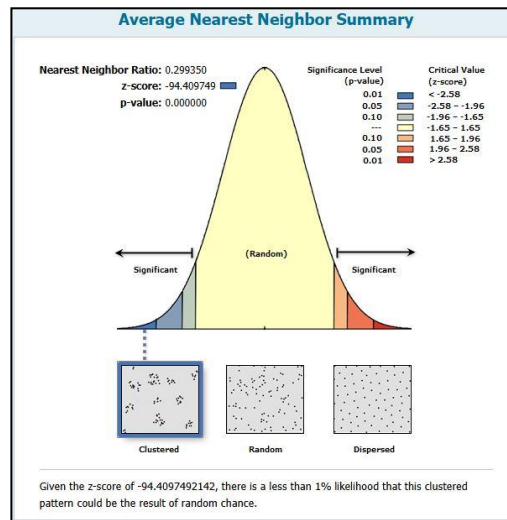 Average Nearest Neighbor Summary
Nearest Neighbor Ratio: 0.299350
z-score: -94.409749
p-value: 0.000000
Significance Level (p-value) Critical Value (z-score)
0.01 < -2.58
0.05 -2.58 – -1.96
0.10 -1.96 – -1.65
--- -1.65 – 1.65
0.10 1.65 – 1.96
0.05 1.96 – 2.58
0.01 > 2.58
Significant (Random) Significant
Clustered Random Dispersed
Given the z-score of -94.4097492142, there is a less than 1% likelihood that this clustered
pattern could be the result of random chance.